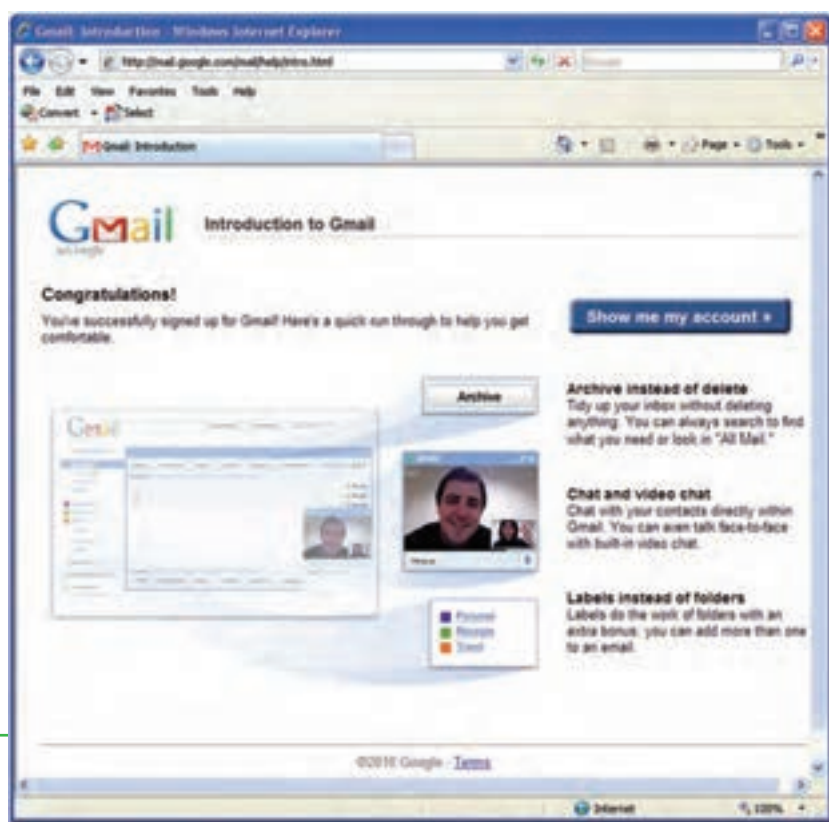 Gmail: Introduction - Windows Internet Explorer
http://mail.google.com/mail/help/intro.html
File Edit View Favorites Tools Help
Convert Select
Gmail: Introduction
Page Tools
Gmail
by Google
Introduction to Gmail
Congratulations!
You've successfully signed up for Gmail! Here's a quick run through to help you get
comfortable.
Show me my account »
Archive
Archive instead of delete
Tidy up your inbox without deleting
anything. You can always search to find
what you need or look in "All Mail."
Gmail
Chat and video chat
Chat with your contacts directly within
Gmail. You can even talk face-to-face
with built-in video chat.
Labels instead of folders
Labels do the work of folders with an
extra bonus: you can add more than one
to an email.
Personal
Receipts
Travel
©2010 Google - Terms
Internet
100%